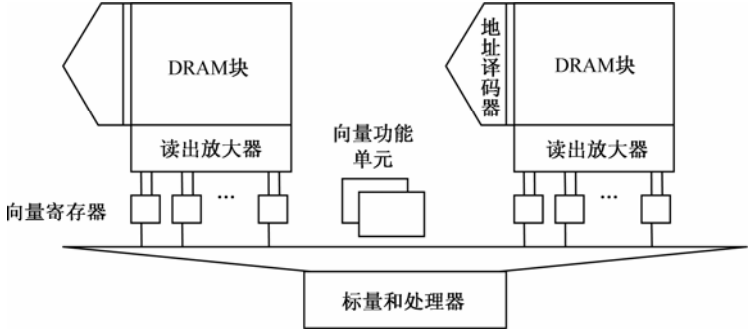 DRAM块
地址译码器
DRAM块
读出放大器
向量功能
单元
读出放大器
...
...
向量寄存器
标量和处理器